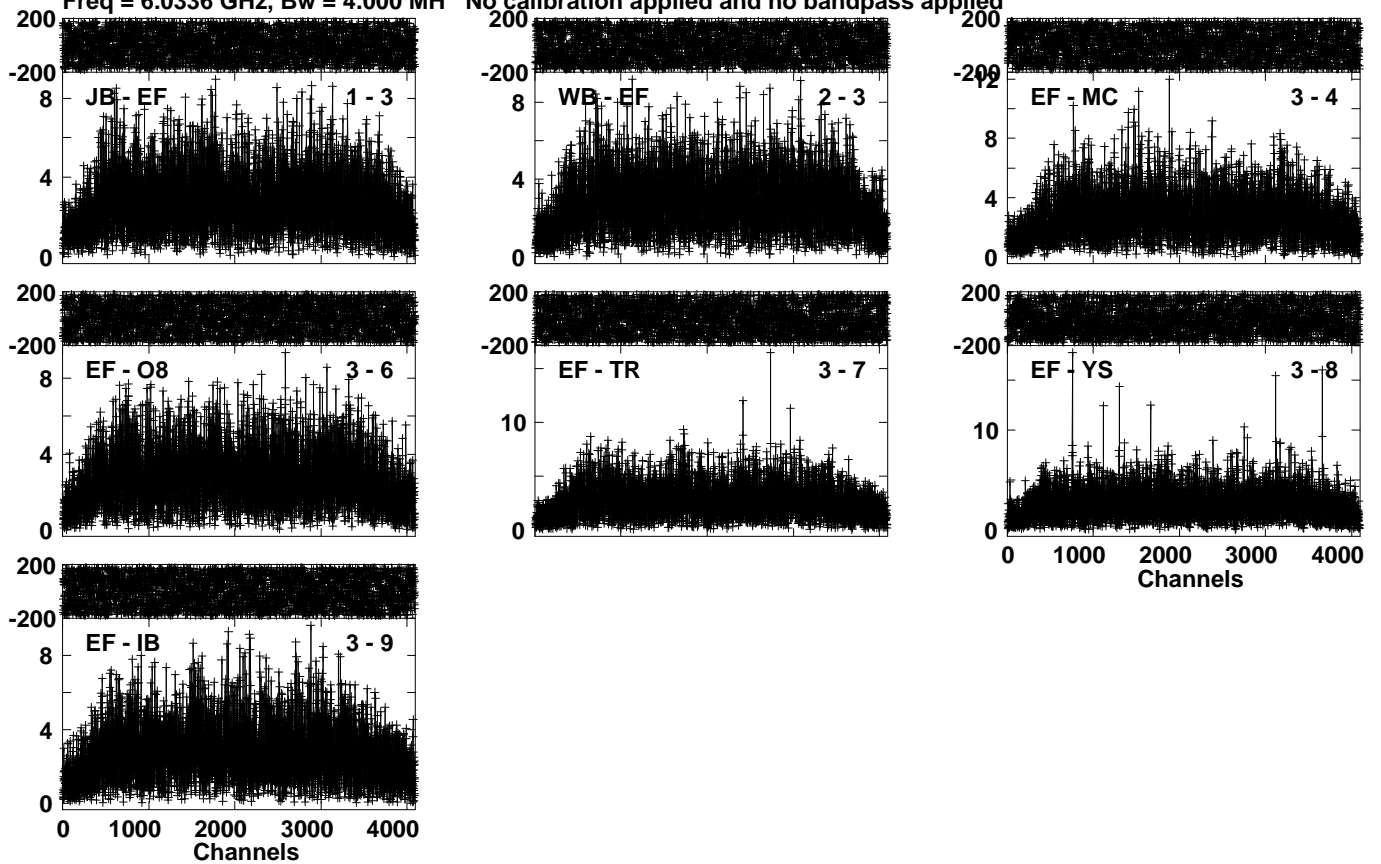 Freq = 6.0336 GHz, Bw = 4.000 MH No calibration applied and no bandpass applied
200
-200
JB - EF 1 - 3
8
4
0
200
-200
WB - EF 2 - 3
8
4
0
200
-200
12
EF - MC 3 - 4
8
4
0
200
-200
EF - O8 3 - 6
8
4
0
200
-200
EF - TR 3 - 7
10
0
200
-200
EF - YS 3 - 8
10
0
0 1000 2000 3000 4000
Channels
200
-200
EF - IB 3 - 9
8
4
0
0 1000 2000 3000 4000
Channels